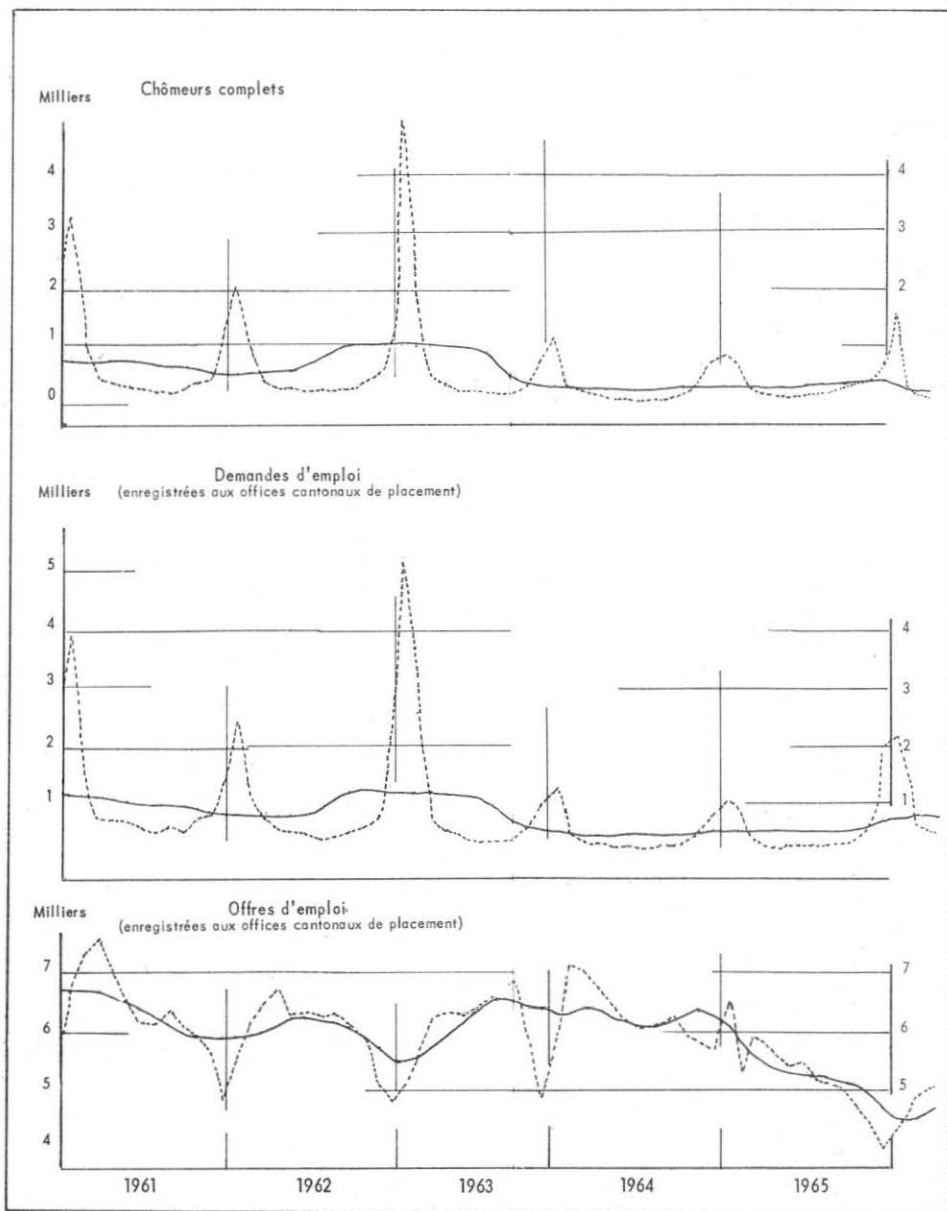 Milliers Chômeurs complets
4 4
3 3
2 2
1 1
0
Demandes d'emploi
Milliers (enregistrées aux offices cantonaux de placement)
5
4 4
3 3
2 2
1 1
Milliers Offres d'emploi
(enregistrées aux offices cantonaux de placement)
7 7
6 6
5 5
4
1961 1962 1963 1964 1965